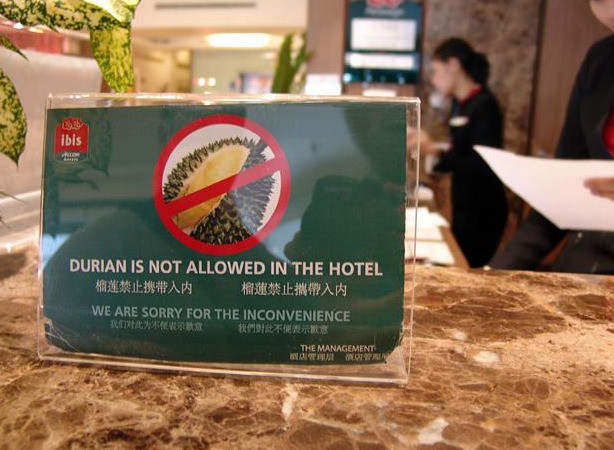 ibis
ACCOR
hotels
DURIAN IS NOT ALLOWED IN THE HOTEL
榴莲禁止携带入内 榴蓮禁止攜帶入內
WE ARE SORRY FOR THE INCONVENIENCE
我们对此为不便表示歉意 我們對此不便表示歉意
THE MANAGEMENT
酒店管理层 酒店管理層